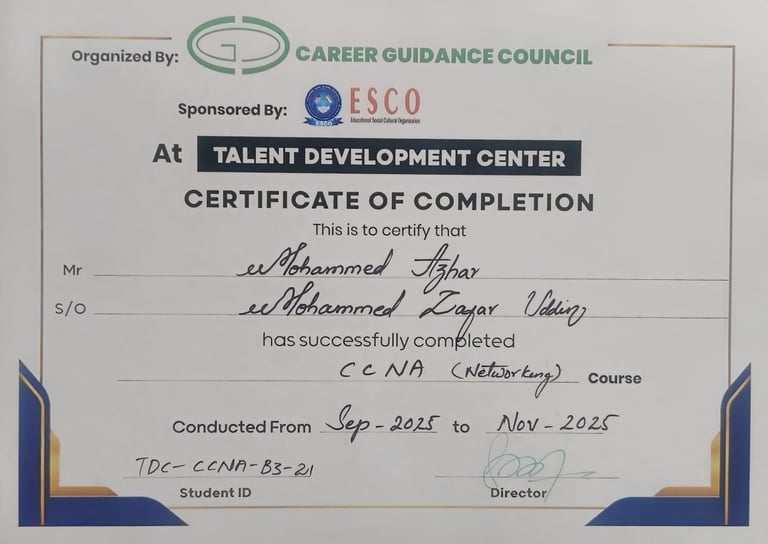 Organized By: CAREER GUIDANCE COUNCIL
Sponsored By: ESCO
Educational Social Cultural Organization
ESCO
At TALENT DEVELOPMENT CENTER
CERTIFICATE OF COMPLETION
This is to certify that
Mr Mohammed Azhar
S/O Mohammed Zafar Uddin
has successfully completed
CCNA (Networking) Course
Conducted From Sep-2025 to Nov-2025
TDC-CCNA-B3-21
Student ID Director